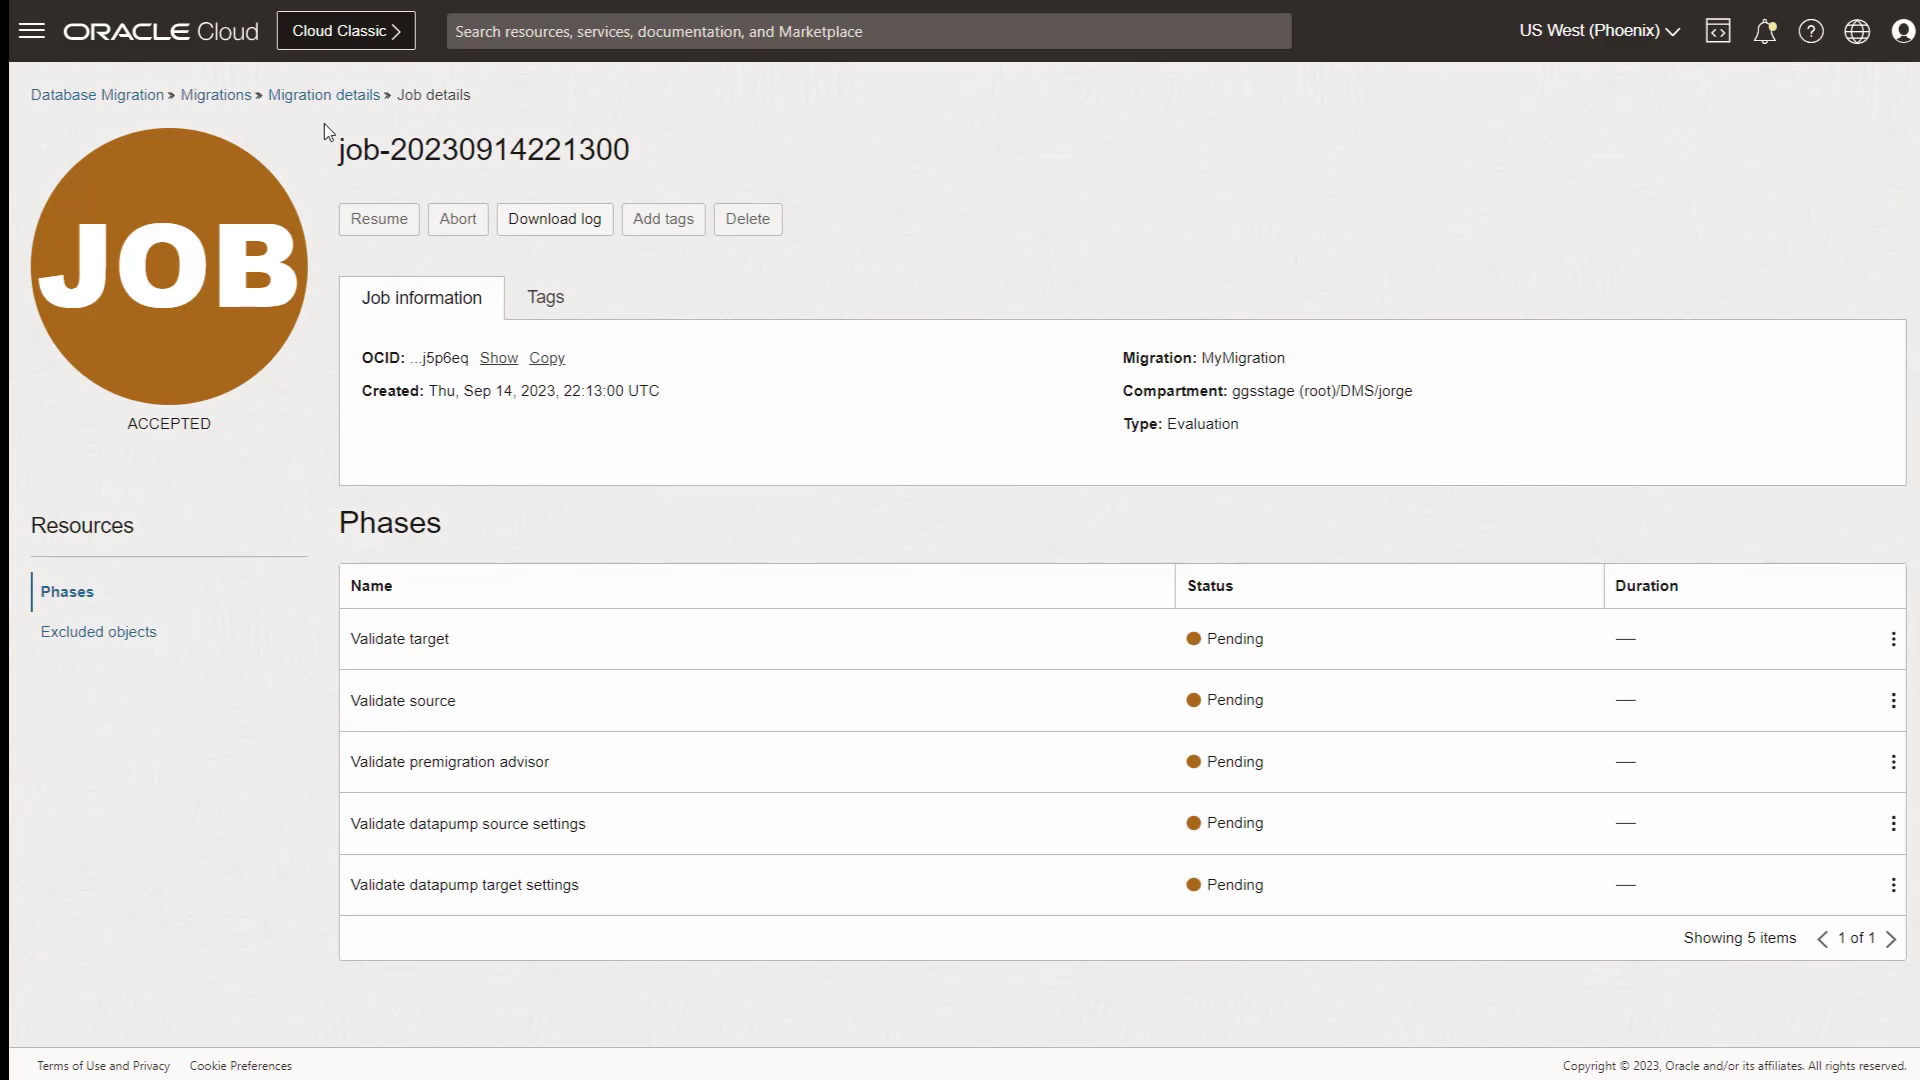 ORACLE Cloud
Cloud Classic
Search resources, services, documentation, and Marketplace
US West (Phoenix)
Database Migration » Migrations » Migration details » Job details
JOB
ACCEPTED
job-20230914221300
Resume Abort Download log Add tags Delete
Job information Tags
OCID: ...j5p6eq Show Copy
Created: Thu, Sep 14, 2023, 22:13:00 UTC
Migration: MyMigration
Compartment: ggsstage (root)/DMS/jorge
Type: Evaluation
Resources
Phases
Excluded objects
Phases
Name Status Duration
Validate target Pending —
Validate source Pending —
Validate premigration advisor Pending —
Validate datapump source settings Pending —
Validate datapump target settings Pending —
Showing 5 items 1 of 1
Terms of Use and Privacy Cookie Preferences
Copyright © 2023, Oracle and/or its affiliates. All rights reserved.